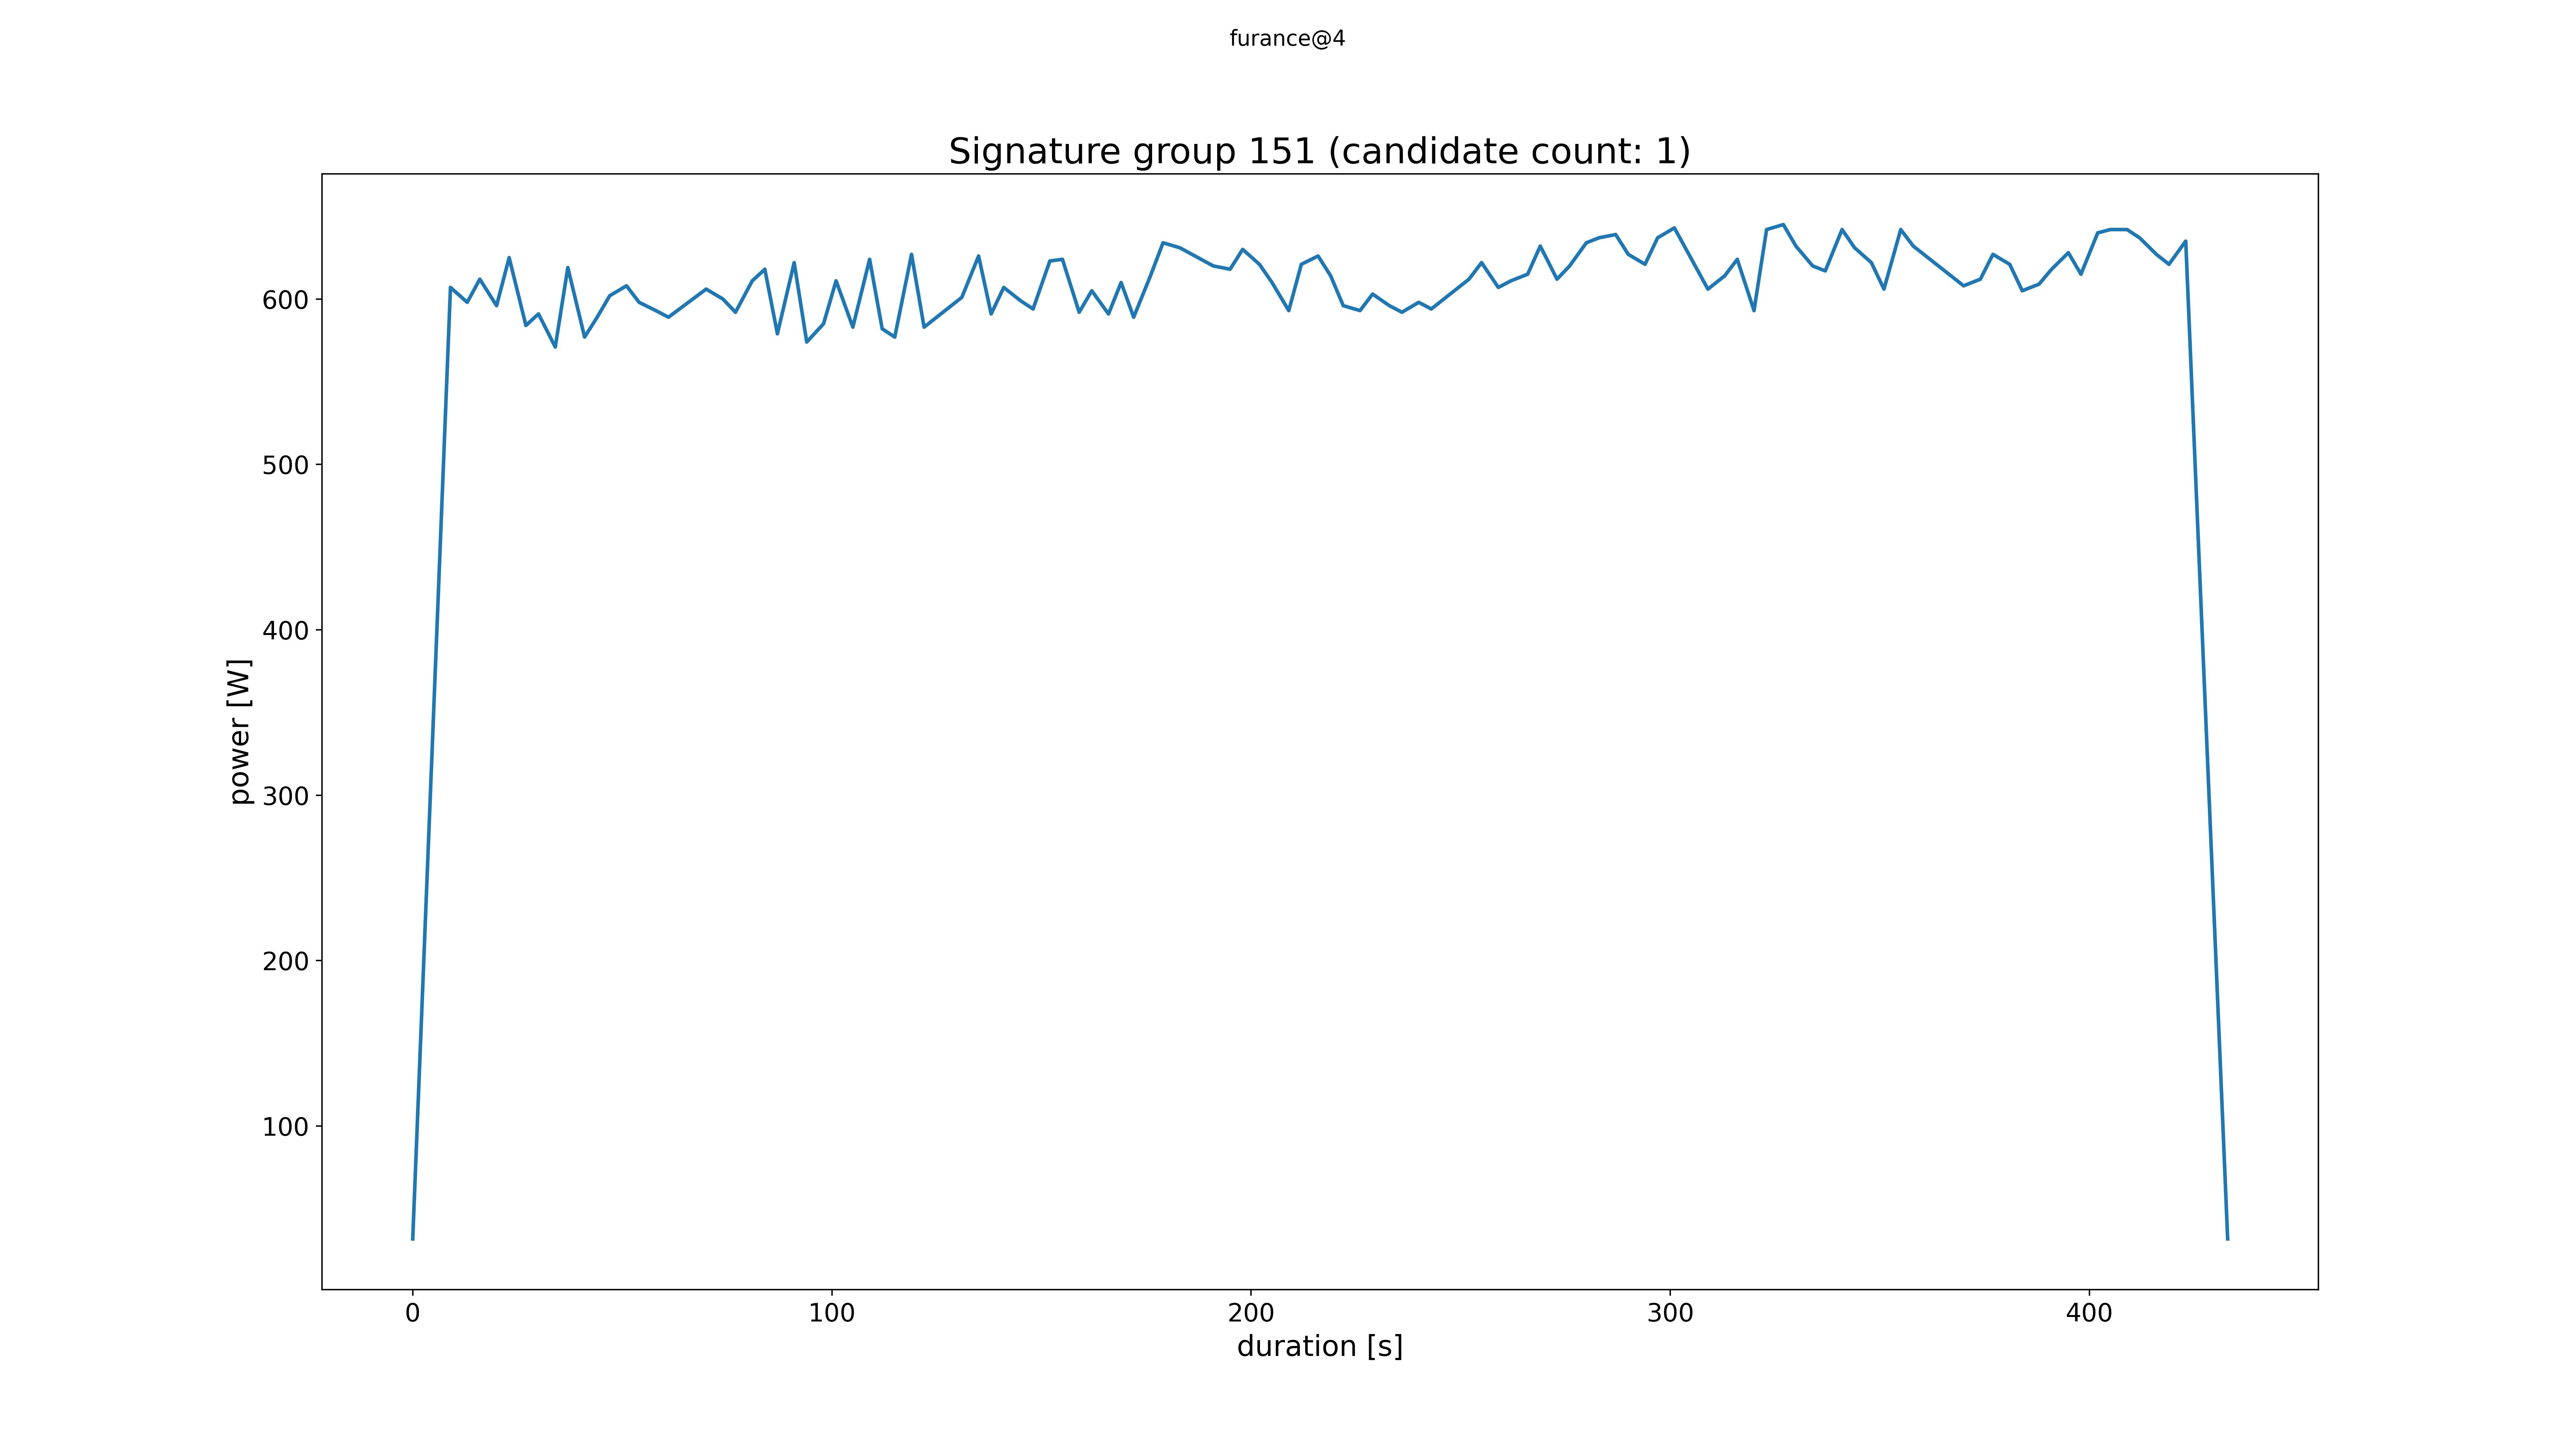 furance@4
Signature group 151 (candidate count: 1)
power [W]
600
500
400
300
200
100
0 100 200 300 400
duration [s]